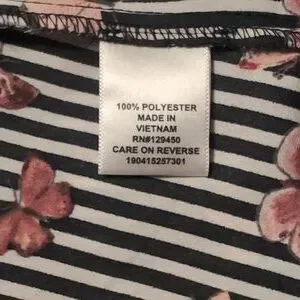 100% POLYESTER
MADE IN
VIETNAM
RN#129450
CARE ON REVERSE
190415257301